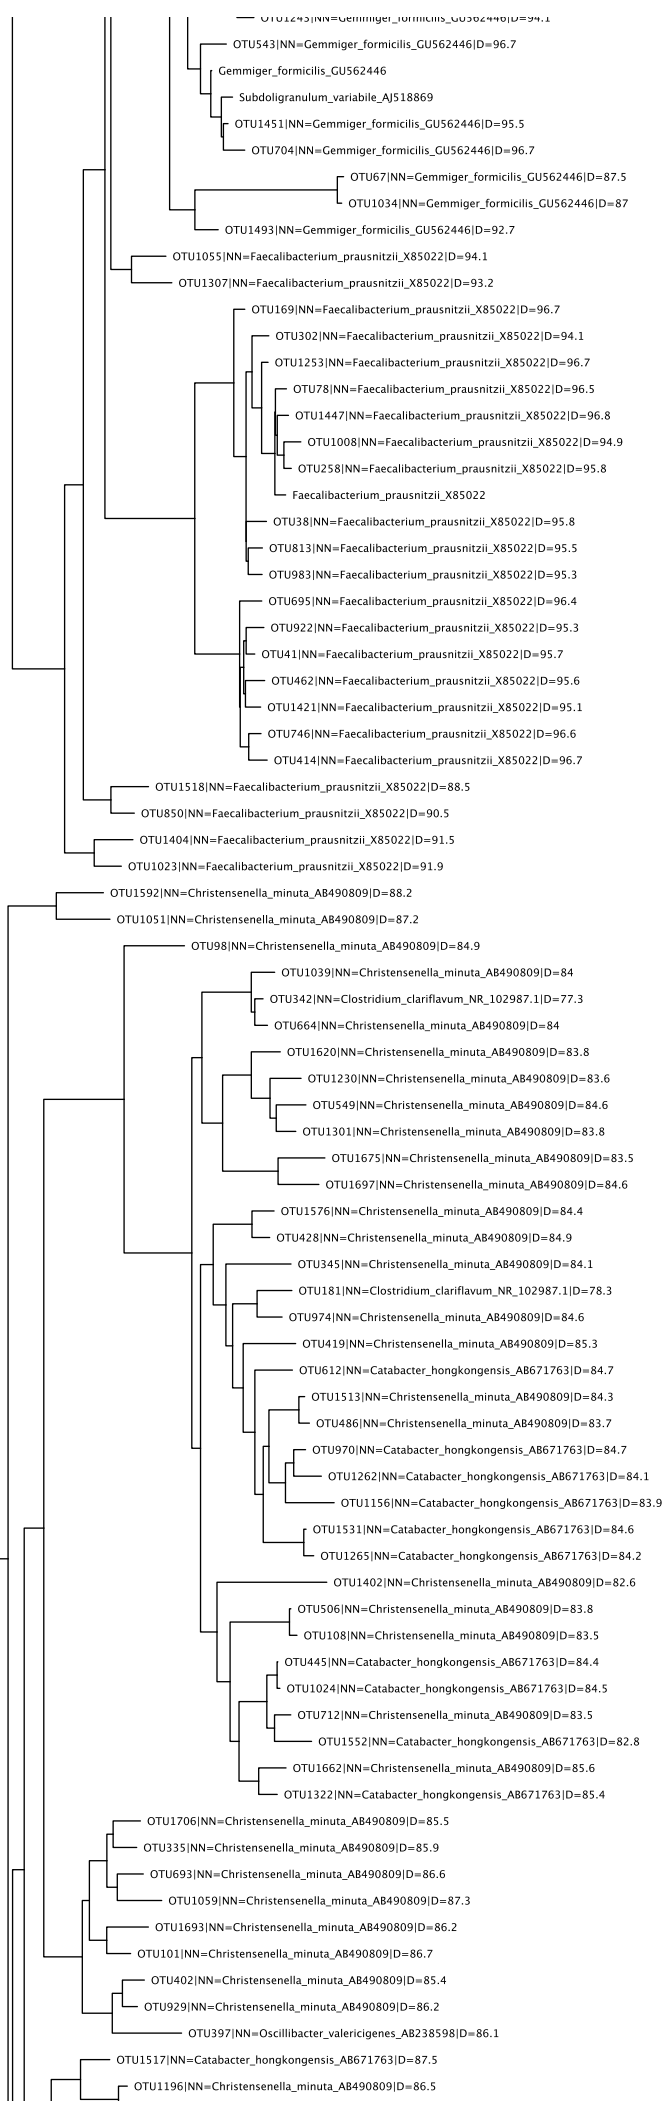 OTU1243|NN=Gemmiger_formicilis_GU562446|D=94.1
OTU543|NN=Gemmiger_formicilis_GU562446|D=96.7
Gemmiger_formicilis_GU562446
Subdoligranulum_variabile_AJ518869
OTU1451|NN=Gemmiger_formicilis_GU562446|D=95.5
OTU704|NN=Gemmiger_formicilis_GU562446|D=96.7
OTU67|NN=Gemmiger_formicilis_GU562446|D=87.5
OTU1034|NN=Gemmiger_formicilis_GU562446|D=87
OTU1493|NN=Gemmiger_formicilis_GU562446|D=92.7
OTU1055|NN=Faecalibacterium_prausnitzii_X85022|D=94.1
OTU1307|NN=Faecalibacterium_prausnitzii_X85022|D=93.2
OTU169|NN=Faecalibacterium_prausnitzii_X85022|D=96.7
OTU302|NN=Faecalibacterium_prausnitzii_X85022|D=94.1
OTU1253|NN=Faecalibacterium_prausnitzii_X85022|D=96.7
OTU78|NN=Faecalibacterium_prausnitzii_X85022|D=96.5
OTU1447|NN=Faecalibacterium_prausnitzii_X85022|D=96.8
OTU1008|NN=Faecalibacterium_prausnitzii_X85022|D=94.9
OTU258|NN=Faecalibacterium_prausnitzii_X85022|D=95.8
Faecalibacterium_prausnitzii_X85022
OTU38|NN=Faecalibacterium_prausnitzii_X85022|D=95.8
OTU813|NN=Faecalibacterium_prausnitzii_X85022|D=95.5
OTU983|NN=Faecalibacterium_prausnitzii_X85022|D=95.3
OTU695|NN=Faecalibacterium_prausnitzii_X85022|D=96.4
OTU922|NN=Faecalibacterium_prausnitzii_X85022|D=95.3
OTU41|NN=Faecalibacterium_prausnitzii_X85022|D=95.7
OTU462|NN=Faecalibacterium_prausnitzii_X85022|D=95.6
OTU1421|NN=Faecalibacterium_prausnitzii_X85022|D=95.1
OTU746|NN=Faecalibacterium_prausnitzii_X85022|D=96.6
OTU414|NN=Faecalibacterium_prausnitzii_X85022|D=96.7
OTU1518|NN=Faecalibacterium_prausnitzii_X85022|D=88.5
OTU850|NN=Faecalibacterium_prausnitzii_X85022|D=90.5
OTU1404|NN=Faecalibacterium_prausnitzii_X85022|D=91.5
OTU1023|NN=Faecalibacterium_prausnitzii_X85022|D=91.9
OTU1592|NN=Christensenella_minuta_AB490809|D=88.2
OTU1051|NN=Christensenella_minuta_AB490809|D=87.2
OTU98|NN=Christensenella_minuta_AB490809|D=84.9
OTU1039|NN=Christensenella_minuta_AB490809|D=84
OTU342|NN=Clostridium_clariflavum_NR_102987.1|D=77.3
OTU664|NN=Christensenella_minuta_AB490809|D=84
OTU1620|NN=Christensenella_minuta_AB490809|D=83.8
OTU1230|NN=Christensenella_minuta_AB490809|D=83.6
OTU549|NN=Christensenella_minuta_AB490809|D=84.6
OTU1301|NN=Christensenella_minuta_AB490809|D=83.8
OTU1675|NN=Christensenella_minuta_AB490809|D=83.5
OTU1697|NN=Christensenella_minuta_AB490809|D=84.6
OTU1576|NN=Christensenella_minuta_AB490809|D=84.4
OTU428|NN=Christensenella_minuta_AB490809|D=84.9
OTU345|NN=Christensenella_minuta_AB490809|D=84.1
OTU181|NN=Clostridium_clariflavum_NR_102987.1|D=78.3
OTU974|NN=Christensenella_minuta_AB490809|D=84.6
OTU419|NN=Christensenella_minuta_AB490809|D=85.3
OTU612|NN=Catabacter_hongkongensis_AB671763|D=84.7
OTU1513|NN=Christensenella_minuta_AB490809|D=84.3
OTU486|NN=Christensenella_minuta_AB490809|D=83.7
OTU970|NN=Catabacter_hongkongensis_AB671763|D=84.7
OTU1262|NN=Catabacter_hongkongensis_AB671763|D=84.1
OTU1156|NN=Catabacter_hongkongensis_AB671763|D=83.9
OTU1531|NN=Catabacter_hongkongensis_AB671763|D=84.6
OTU1265|NN=Catabacter_hongkongensis_AB671763|D=84.2
OTU1402|NN=Christensenella_minuta_AB490809|D=82.6
OTU506|NN=Christensenella_minuta_AB490809|D=83.8
OTU108|NN=Christensenella_minuta_AB490809|D=83.5
OTU445|NN=Catabacter_hongkongensis_AB671763|D=84.4
OTU1024|NN=Catabacter_hongkongensis_AB671763|D=84.5
OTU712|NN=Christensenella_minuta_AB490809|D=83.5
OTU1552|NN=Catabacter_hongkongensis_AB671763|D=82.8
OTU1662|NN=Christensenella_minuta_AB490809|D=85.6
OTU1322|NN=Catabacter_hongkongensis_AB671763|D=85.4
OTU1706|NN=Christensenella_minuta_AB490809|D=85.5
OTU335|NN=Christensenella_minuta_AB490809|D=85.9
OTU693|NN=Christensenella_minuta_AB490809|D=86.6
OTU1059|NN=Christensenella_minuta_AB490809|D=87.3
OTU1693|NN=Christensenella_minuta_AB490809|D=86.2
OTU101|NN=Christensenella_minuta_AB490809|D=86.7
OTU402|NN=Christensenella_minuta_AB490809|D=85.4
OTU929|NN=Christensenella_minuta_AB490809|D=86.2
OTU397|NN=Oscillibacter_valericigenes_AB238598|D=86.1
OTU1517|NN=Catabacter_hongkongensis_AB671763|D=87.5
OTU1196|NN=Christensenella_minuta_AB490809|D=86.5